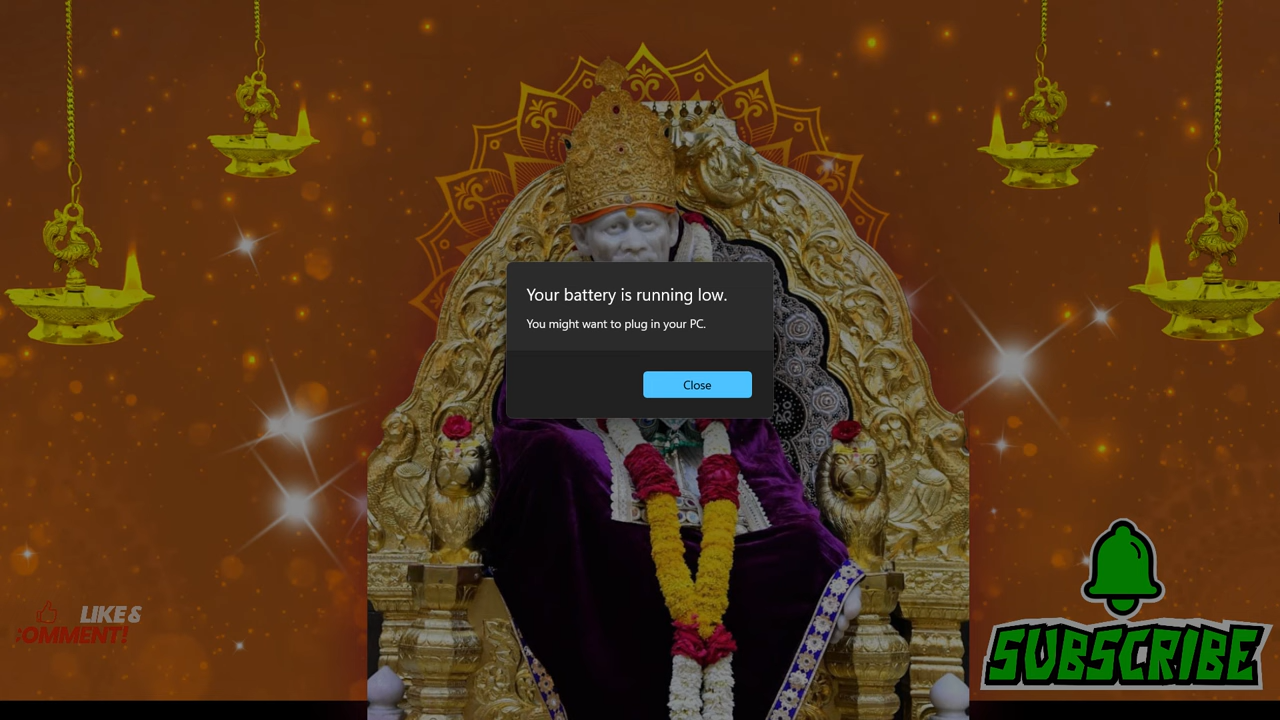 Your battery is running low.
You might want to plug in your PC.
Close
LIKE &
OMMENT!
SUBSCRIBE